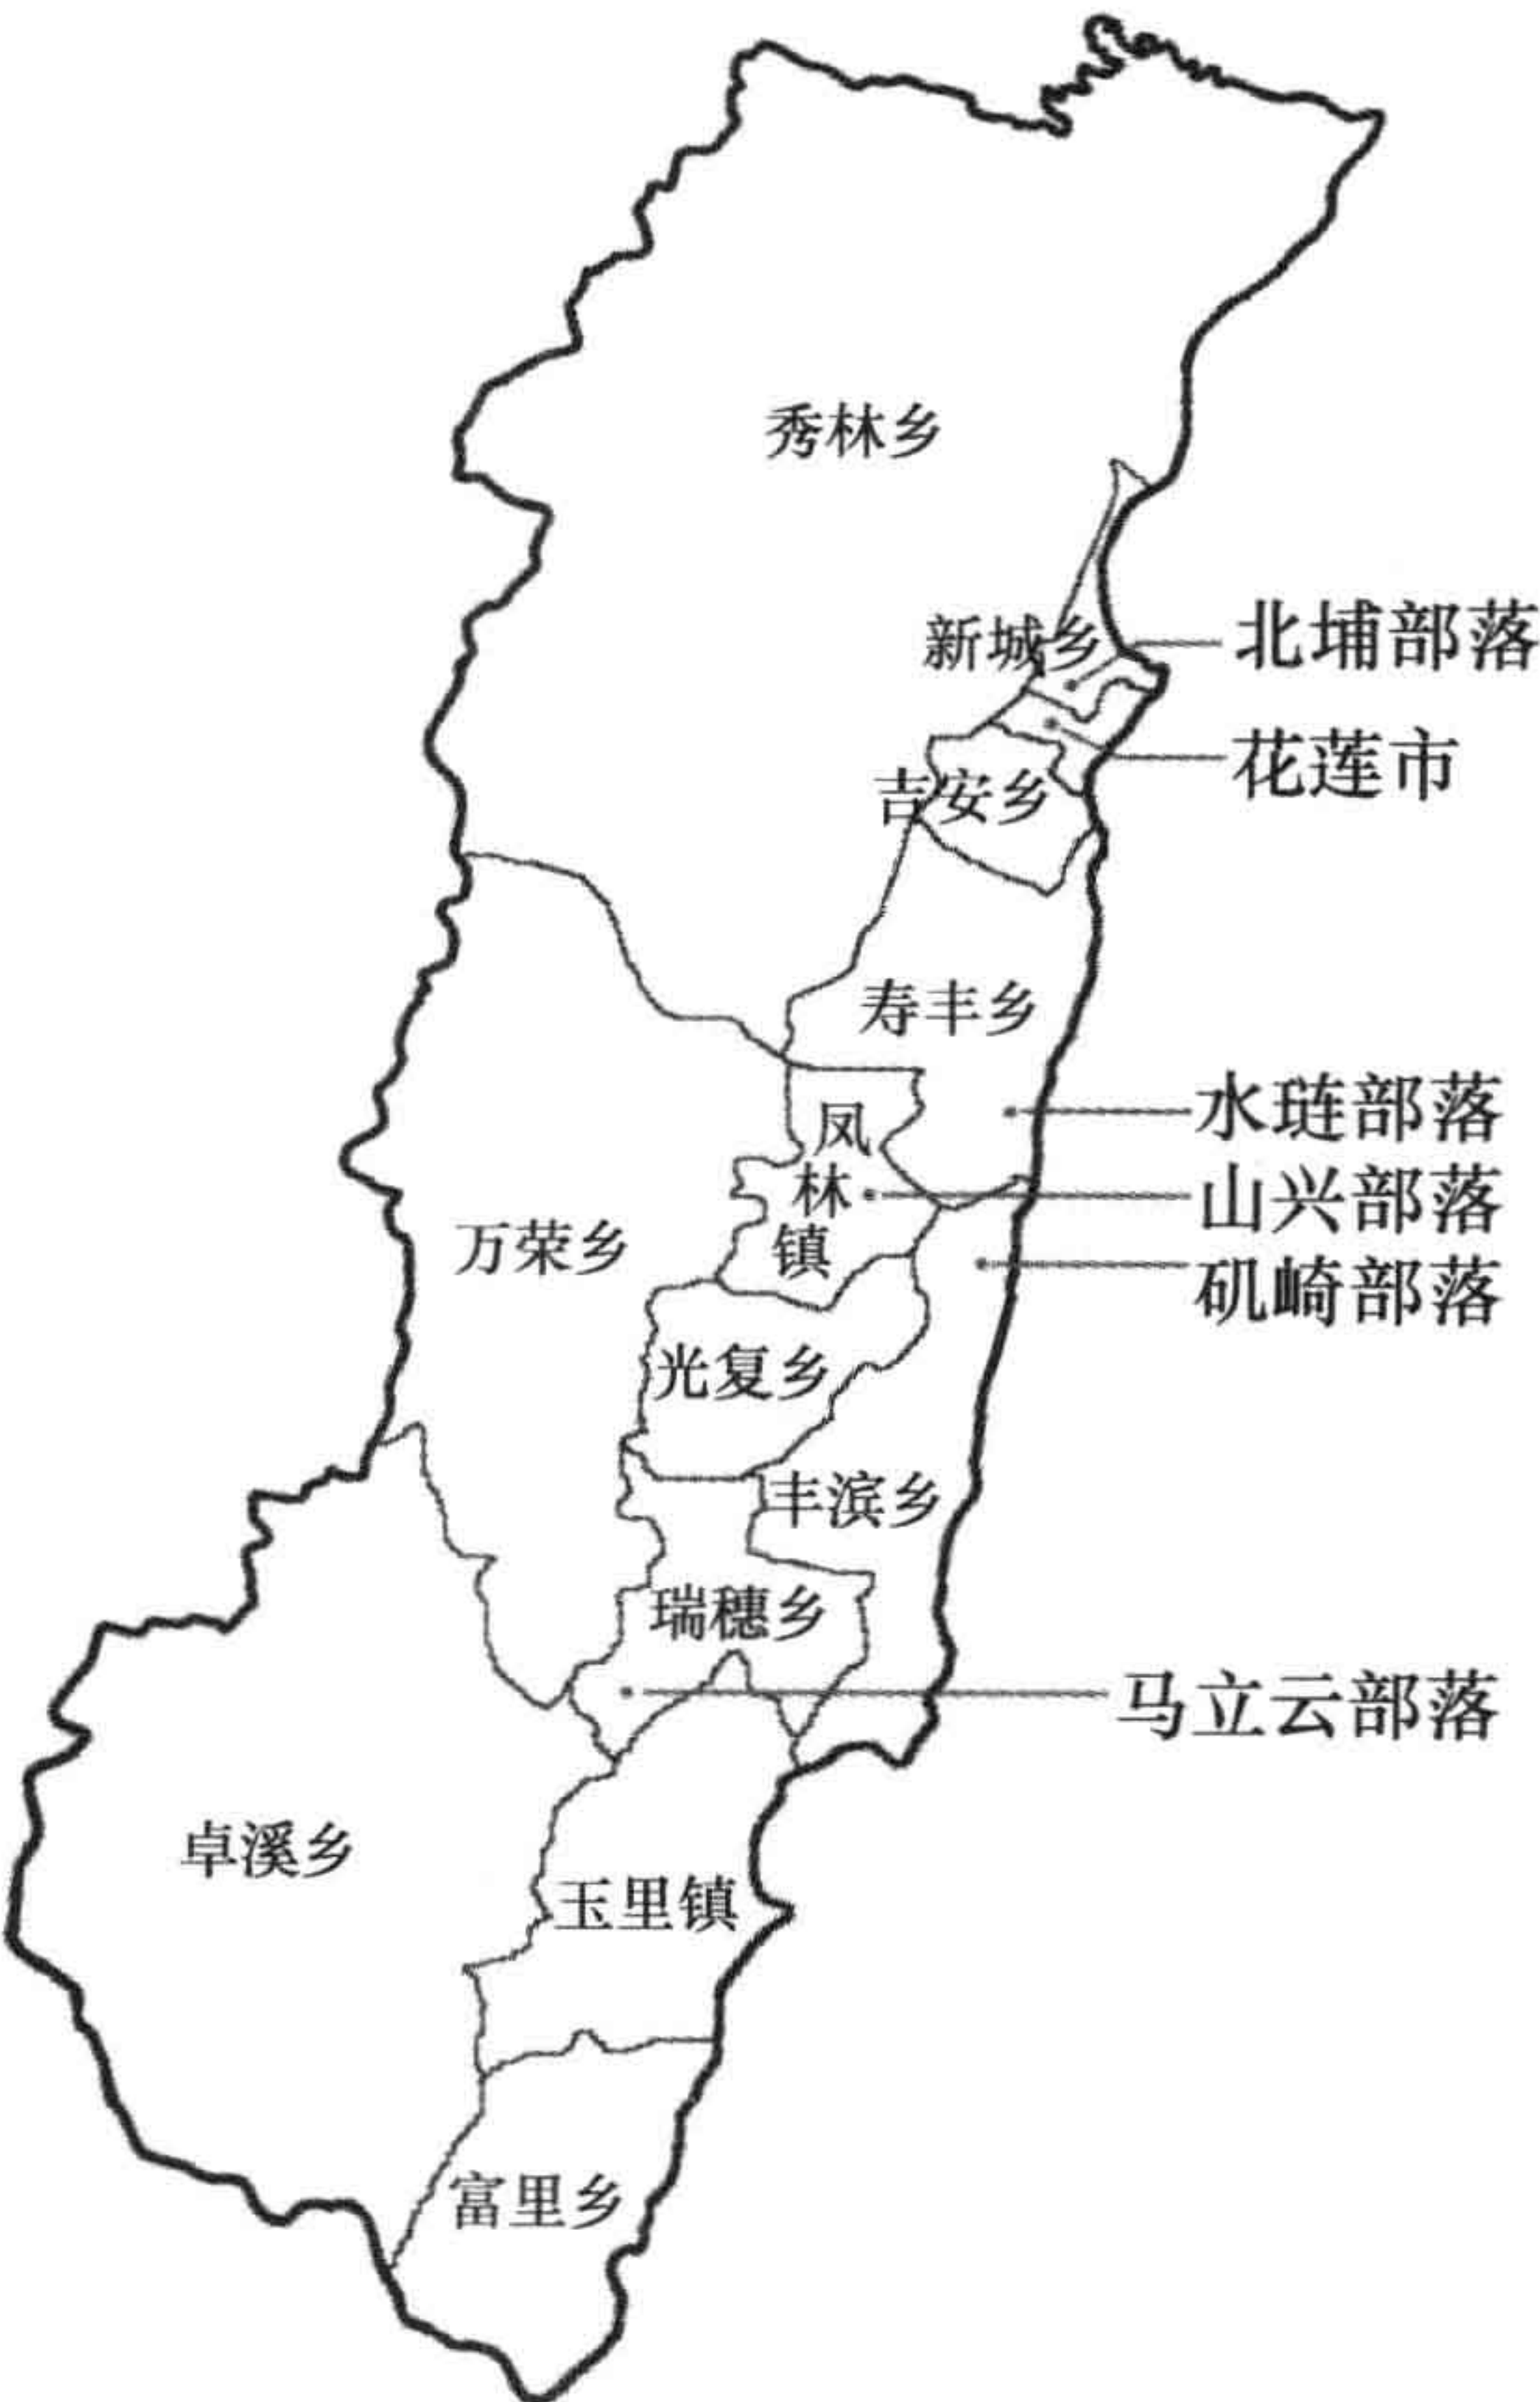 秀林乡
新城乡
北埔部落
花莲市
吉安乡
寿丰乡
水琏部落
凤
林
镇
山兴部落
万荣乡
矶崎部落
光复乡
丰滨乡
瑞穗乡
马立云部落
卓溪乡
玉里镇
富里乡